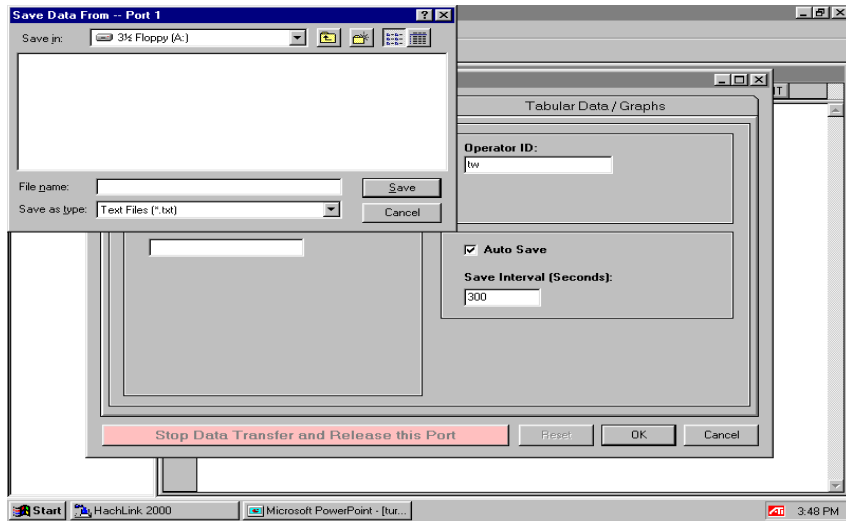 Save Data From -- Port 1
Save in:
3½ Floppy (A:)
File name:
Save
Save as type:
Text Files (*.txt)
Cancel
IT
Tabular Data / Graphs
Operator ID:
tw
Auto Save
Save Interval (Seconds):
300
Stop Data Transfer and Release this Port
Reset
OK
Cancel
Start
HachLink 2000
Microsoft PowerPoint - [tur...
ATI
3:48 PM